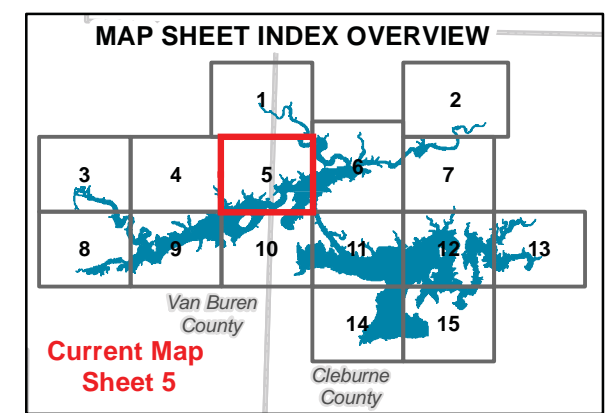 MAP SHEET INDEX OVERVIEW
1
2
3
4
5
6
7
8
9
10
11
12
13
Van Buren
County
14
15
Current Map
Sheet 5
Cleburne
County